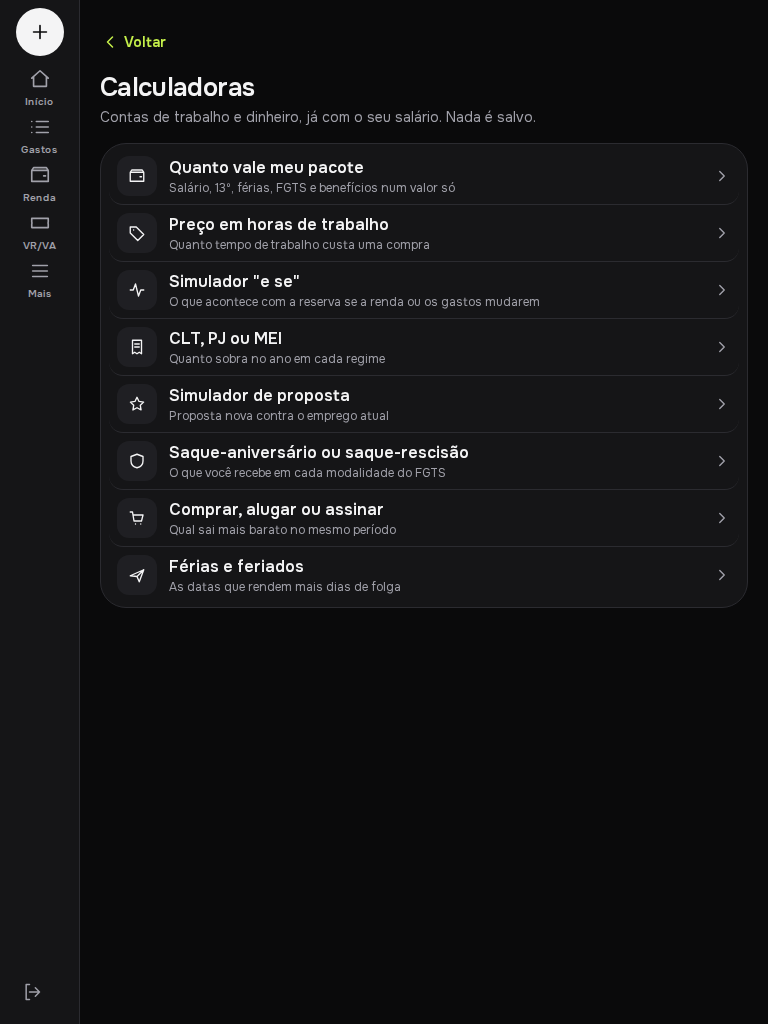 Início
Gastos
Renda
VR/VA
Mais
Voltar
Calculadoras
Contas de trabalho e dinheiro, já com o seu salário. Nada é salvo.
Quanto vale meu pacote
Salário, 13º, férias, FGTS e benefícios num valor só
Preço em horas de trabalho
Quanto tempo de trabalho custa uma compra
Simulador "e se"
O que acontece com a reserva se a renda ou os gastos mudarem
CLT, PJ ou MEI
Quanto sobra no ano em cada regime
Simulador de proposta
Proposta nova contra o emprego atual
Saque-aniversário ou saque-rescisão
O que você recebe em cada modalidade do FGTS
Comprar, alugar ou assinar
Qual sai mais barato no mesmo período
Férias e feriados
As datas que rendem mais dias de folga